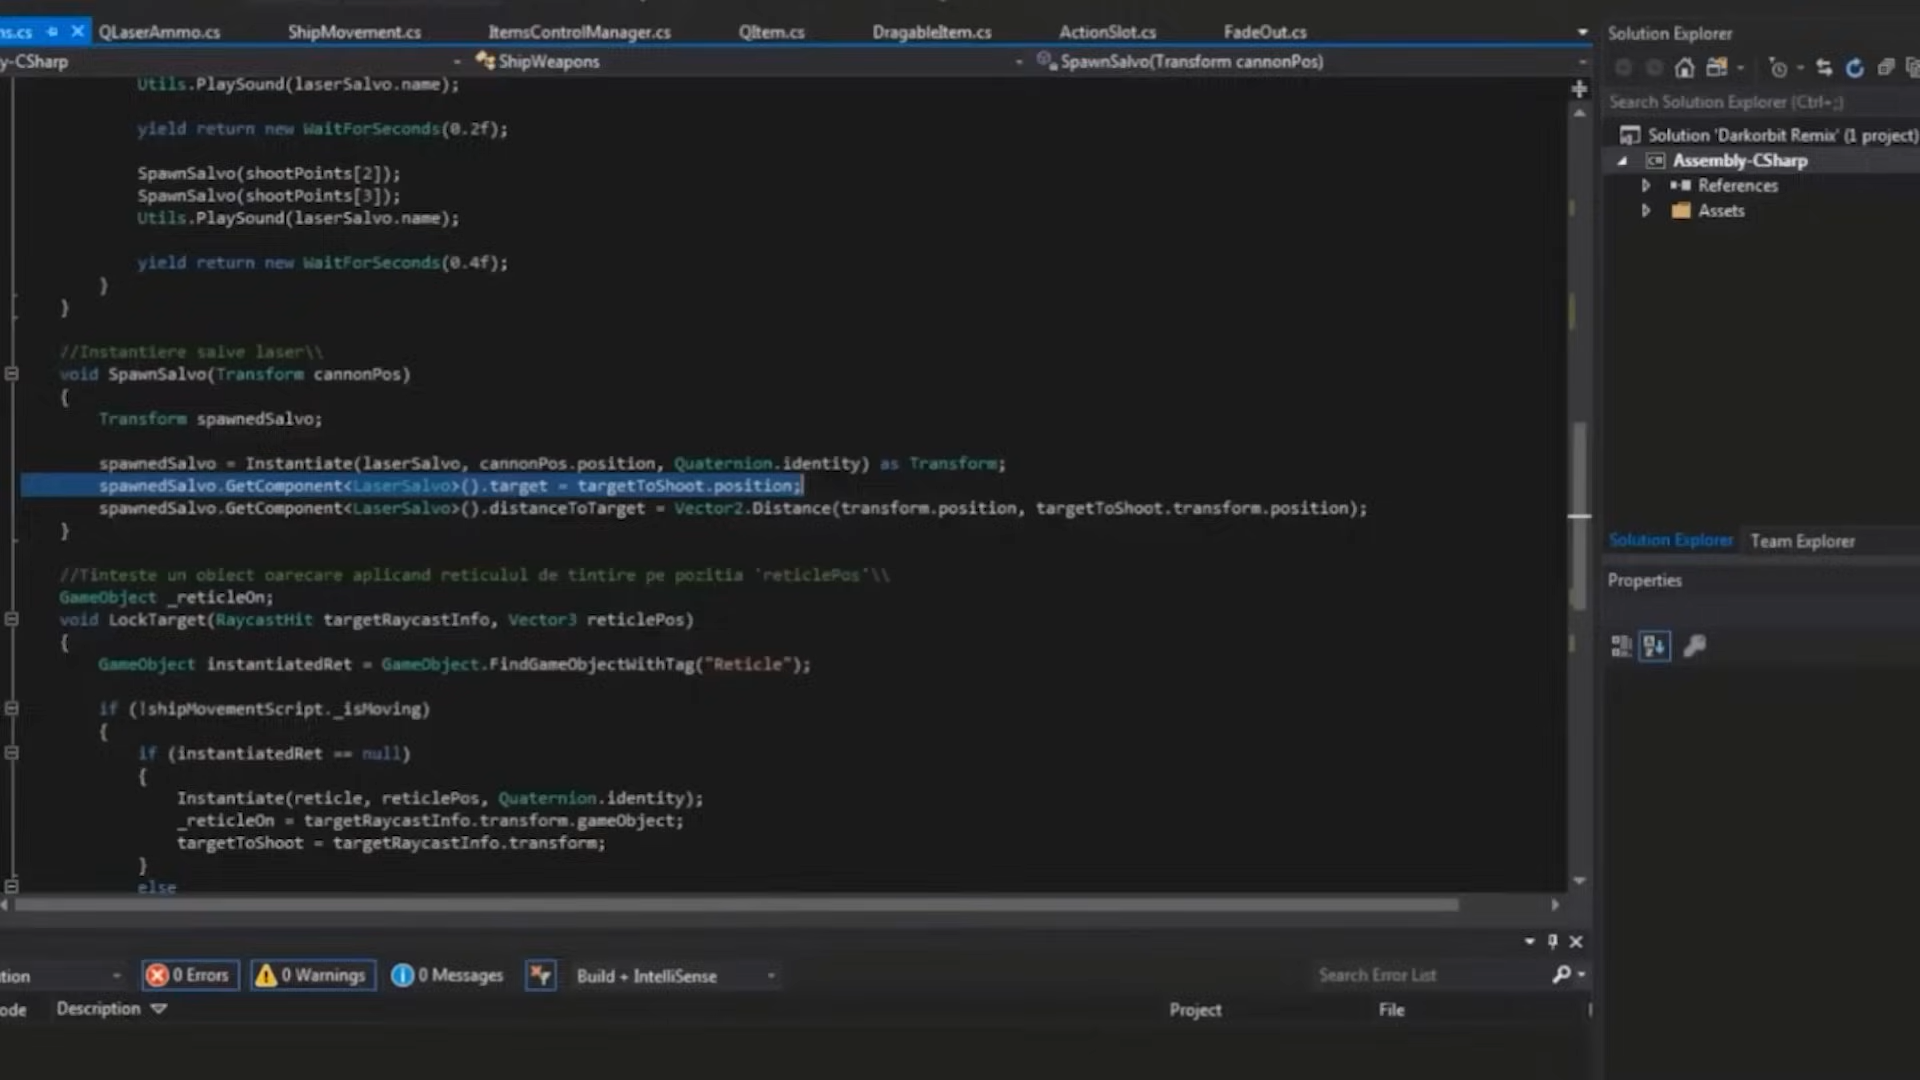 ns.cs
QLaserAmmo.cs
ShipMovement.cs
ItemsControlManager.cs
QItem.cs
DragableItem.cs
ActionSlot.cs
FadeOut.cs
y-CSharp
ShipWeapons
SpawnSalvo(Transform cannonPos)
Utils.PlaySound(laserSalvo.name);
yield return new WaitForSeconds(0.2f);
SpawnSalvo(shootPoints[2]);
SpawnSalvo(shootPoints[3]);
Utils.PlaySound(laserSalvo.name);
yield return new WaitForSeconds(0.4f);
}
}
//Instantiere salve laser\\
void SpawnSalvo(Transform cannonPos)
{
Transform spawnedSalvo;
spawnedSalvo = Instantiate(laserSalvo, cannonPos.position, Quaternion.identity) as Transform;
spawnedSalvo.GetComponent<LaserSalvo>().target = targetToShoot.position;
spawnedSalvo.GetComponent<LaserSalvo>().distanceToTarget = Vector2.Distance(transform.position, targetToShoot.transform.position);
}
//Tinteste un obiect oarecare aplicand reticulul de tintire pe pozitia 'reticlePos'\\
GameObject _reticleOn;
void LockTarget(RaycastHit targetRaycastInfo, Vector3 reticlePos)
{
GameObject instantiatedRet = GameObject.FindGameObjectWithTag("Reticle");
if (!shipMovementScript._isMoving)
{
if (instantiatedRet == null)
{
Instantiate(reticle, reticlePos, Quaternion.identity);
_reticleOn = targetRaycastInfo.transform.gameObject;
targetToShoot = targetRaycastInfo.transform;
}
else
Solution Explorer
Search Solution Explorer (Ctrl+;)
Solution 'Darkorbit Remix' (1 project)
Assembly-CSharp
References
Assets
Solution Explorer
Team Explorer
Properties
tion
0 Errors
0 Warnings
0 Messages
Build + IntelliSense
Search Error List
ode
Description
Project
File